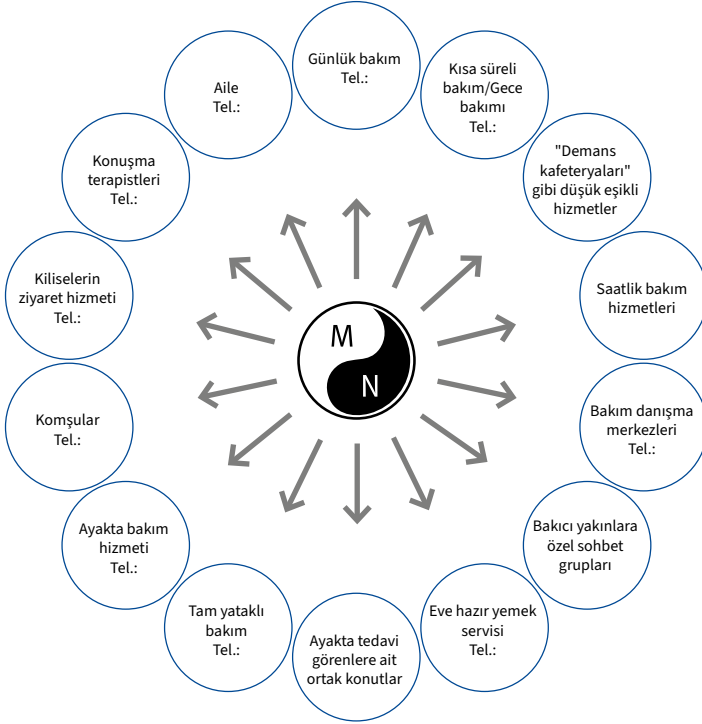 Günlük bakım
Tel.:
Kısa süreli
bakım/Gece
bakımı
Tel.:
"Demans
kafeteryaları"
gibi düşük eşikli
hizmetler
Saatlik bakım
hizmetleri
Bakım danışma
merkezleri
Tel.:
Bakıcı yakınlara
özel sohbet
grupları
Eve hazır yemek
servisi
Tel.:
Ayakta tedavi
görenlere ait
ortak konutlar
Tam yataklı
bakım
Tel.:
Ayakta bakım
hizmeti
Tel.:
Komşular
Tel.:
Kiliselerin
ziyaret hizmeti
Tel.:
Konuşma
terapistleri
Tel.:
Aile
Tel.:
M
N